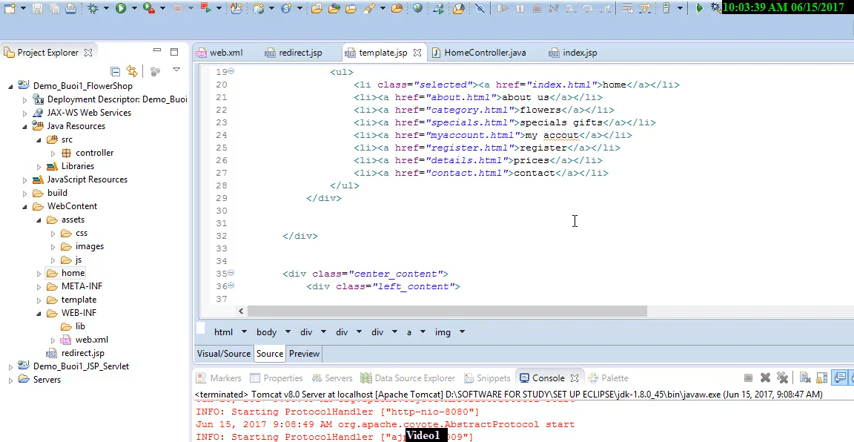 10:03:39 AM 06/15/2017
Project Explorer
web.xml
redirect.jsp
template.jsp
HomeController.java
index.jsp
Demo_Buoi1_FlowerShop
Deployment Descriptor: Demo_Buoi
JAX-WS Web Services
Java Resources
src
controller
Libraries
JavaScript Resources
build
WebContent
assets
css
images
js
home
META-INF
template
WEB-INF
lib
web.xml
redirect.jsp
Demo_Buoi1_JSP_Servlet
Servers
19 <ul>
20 <li class="selected"><a href="index.html">home</a></li>
21 <li><a href="about.html">about us</a></li>
22 <li><a href="category.html">flowers</a></li>
23 <li><a href="specials.html">specials gifts</a></li>
24 <li><a href="myaccount.html">my accout</a></li>
25 <li><a href="register.html">register</a></li>
26 <li><a href="details.html">prices</a></li>
27 <li><a href="contact.html">contact</a></li>
28 </ul>
29 </div>
30
31
32 </div>
33
34
35 <div class="center_content">
36 <div class="left_content">
37
html body div div div a img
Visual/Source Source Preview
Markers Properties Servers Data Source Explorer Snippets Console Palette
<terminated> Tomcat v8.0 Server at localhost [Apache Tomcat] D:\SOFTWARE FOR STUDY\SET UP ECLIPSE\jdk-1.8.0_45\bin\javaw.exe (Jun 15, 2017, 9:08:47 AM)
INFO: Starting ProtocolHandler ["http-nio-8080"]
Jun 15, 2017 9:08:49 AM org.apache.coyote.AbstractProtocol start
INFO: Starting ProtocolHandler
Video1